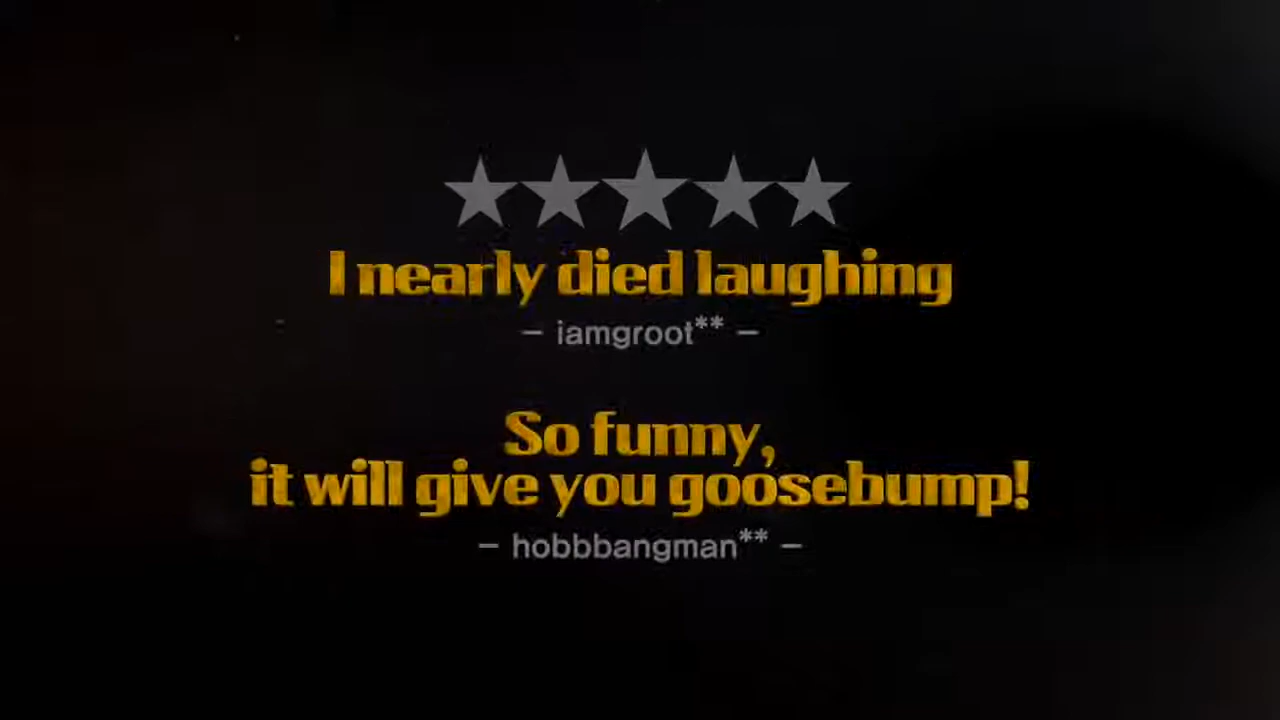 I nearly died laughing
– iamgroot** –
So funny,
it will give you goosebump!
– hobbbangman** –